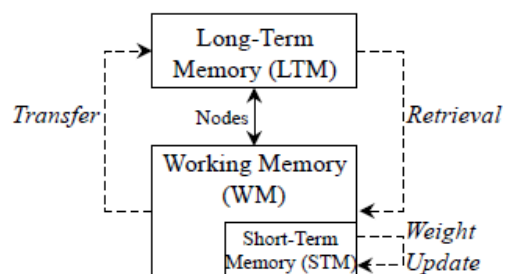 Long-Term
Memory (LTM)
Transfer
Nodes
Retrieval
Working Memory
(WM)
Short-Term
Memory (STM)
Weight
Update